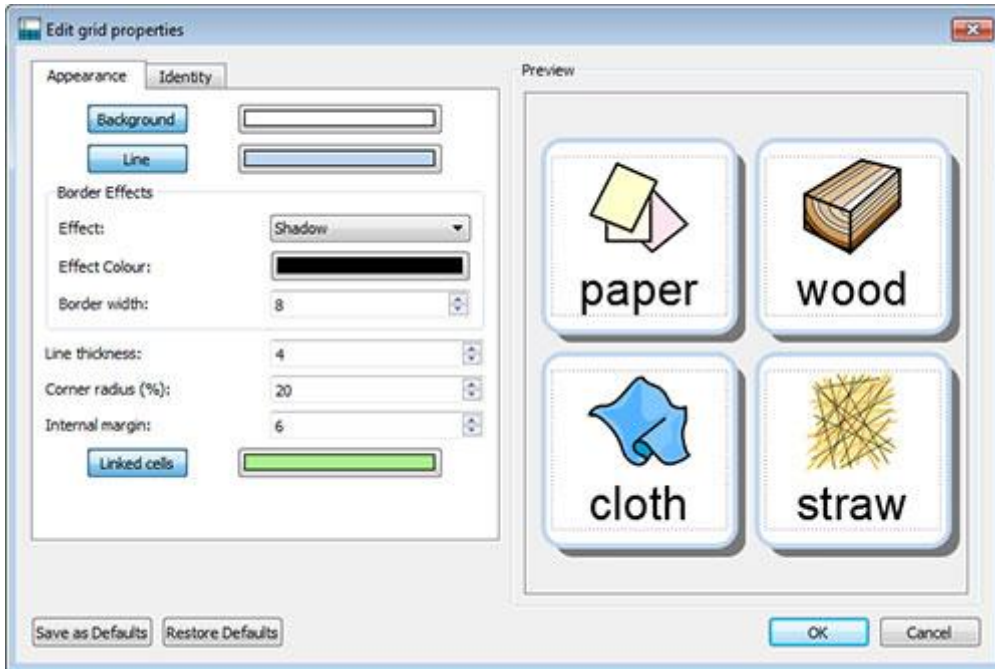 Edit grid properties
Appearance Identity
Background
Line
Border Effects
Effect: Shadow
Effect Colour:
Border width: 8
Line thickness: 4
Corner radius (%): 20
Internal margin: 6
Linked cells
Preview
paper wood
cloth straw
Save as Defaults Restore Defaults OK Cancel